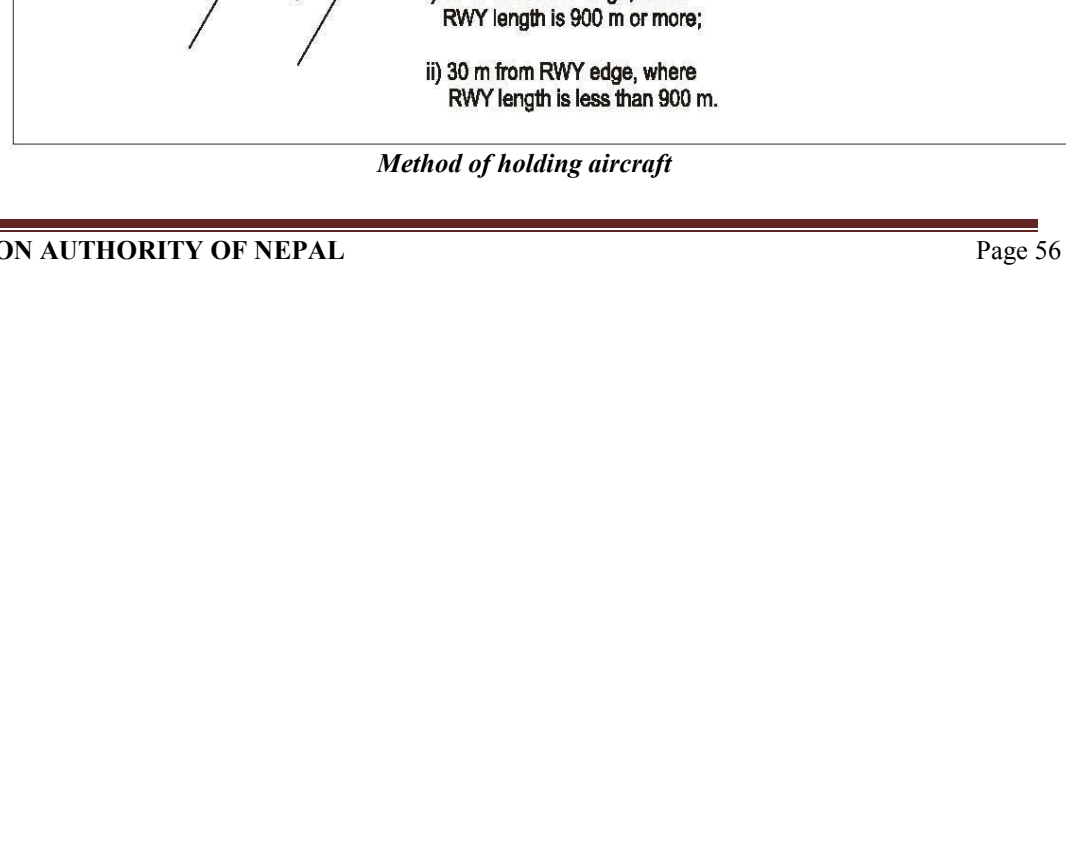 RWY length is 900 m or more;
ii) 30 m from RWY edge, where
RWY length is less than 900 m.
Method of holding aircraft
ON AUTHORITY OF NEPAL
Page 56